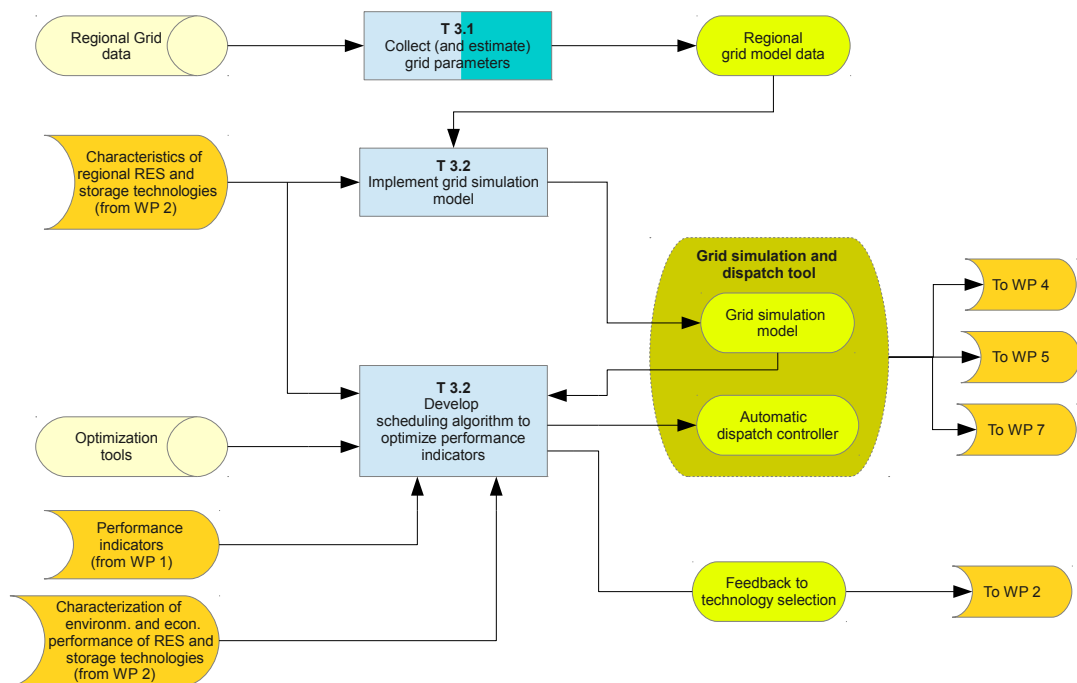 Regional Grid
data
T 3.1
Collect (and estimate)
grid parameters
Regional
grid model data
Characteristics of
regional RES and
storage technologies
(from WP 2)
T 3.2
Implement grid simulation
model
Grid simulation and
dispatch tool
Grid simulation
model
Automatic
dispatch controller
To WP 4
To WP 5
To WP 7
T 3.2
Develop
scheduling algorithm to
optimize performance
indicators
Optimization
tools
Performance
indicators
(from WP 1)
Characterization of
environm. and econ.
performance of RES and
storage technologies
(from WP 2)
Feedback to
technology selection
To WP 2